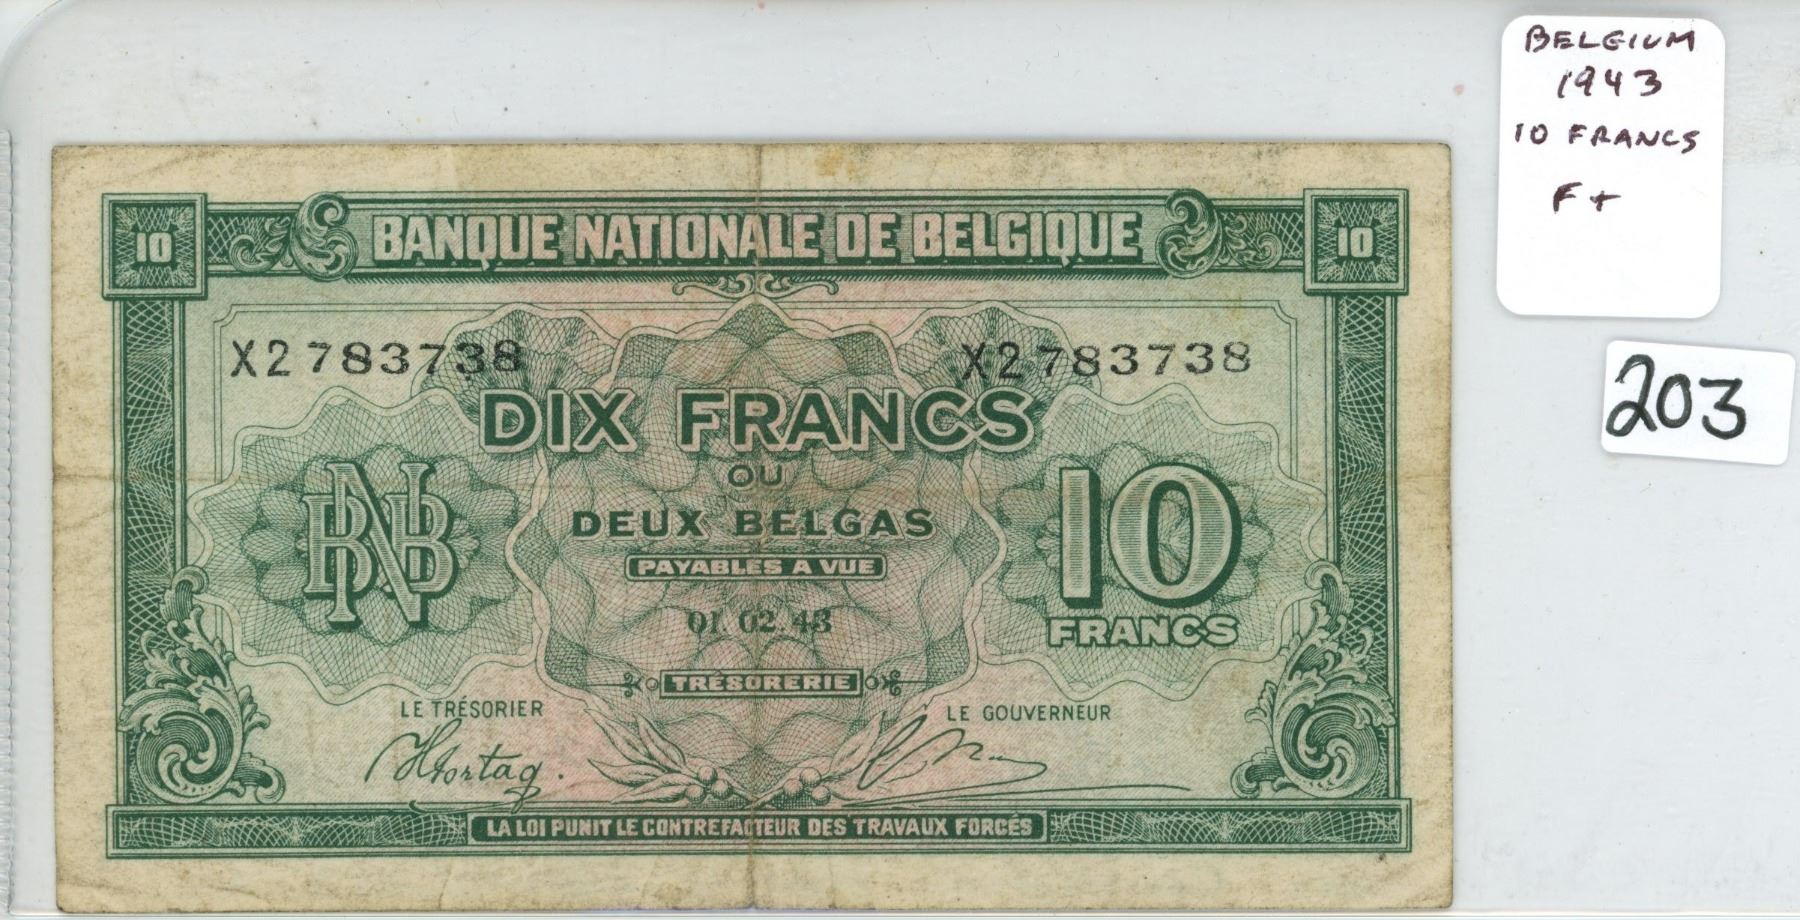 BELGIUM
1943
10 FRANCS
F+
203
10 BANQUE NATIONALE DE BELGIQUE 10
X2783738 X2783738
DIX FRANCS
OU
DEUX BELGAS
PAYABLES A VUE
BNB
10
FRANCS
01.02.43
TRÉSORERIE
LE TRÉSORIER LE GOUVERNEUR
LA LOI PUNIT LE CONTREFACTEUR DES TRAVAUX FORCÉS